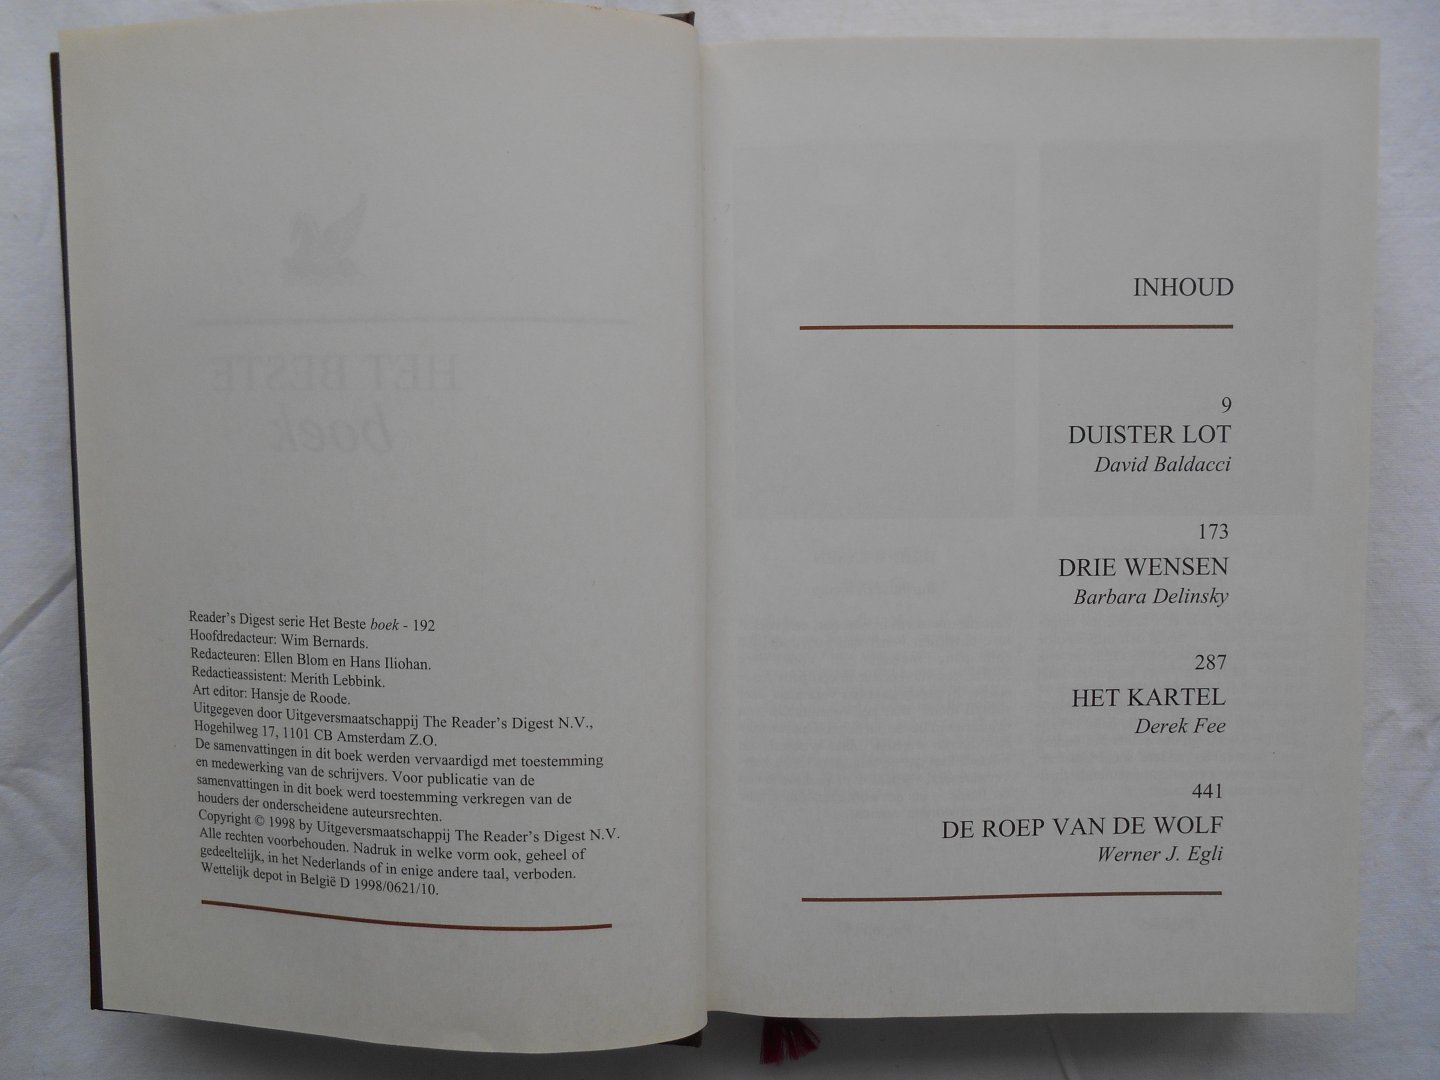 HET BESTE
boek
Reader's Digest serie Het Beste boek - 192
Hoofdredacteur: Wim Bernards.
Redacteuren: Ellen Blom en Hans Iliohan.
Redactieassistent: Merith Lebbink.
Art editor: Hansje de Roode.
Uitgegeven door Uitgeversmaatschappij The Reader's Digest N.V.,
Hogehilweg 17, 1101 CB Amsterdam Z.O.
De samenvattingen in dit boek werden vervaardigd met toestemming
en medewerking van de schrijvers. Voor publicatie van de
samenvattingen in dit boek werd toestemming verkregen van de
houders der onderscheidene auteursrechten.
Copyright © 1998 by Uitgeversmaatschappij The Reader's Digest N.V.
Alle rechten voorbehouden. Nadruk in welke vorm ook, geheel of
gedeeltelijk, in het Nederlands of in enige andere taal, verboden.
Wettelijk depot in België D 1998/0621/10.
INHOUD
9
DUISTER LOT
David Baldacci
173
DRIE WENSEN
Barbara Delinsky
287
HET KARTEL
Derek Fee
441
DE ROEP VAN DE WOLF
Werner J. Egli